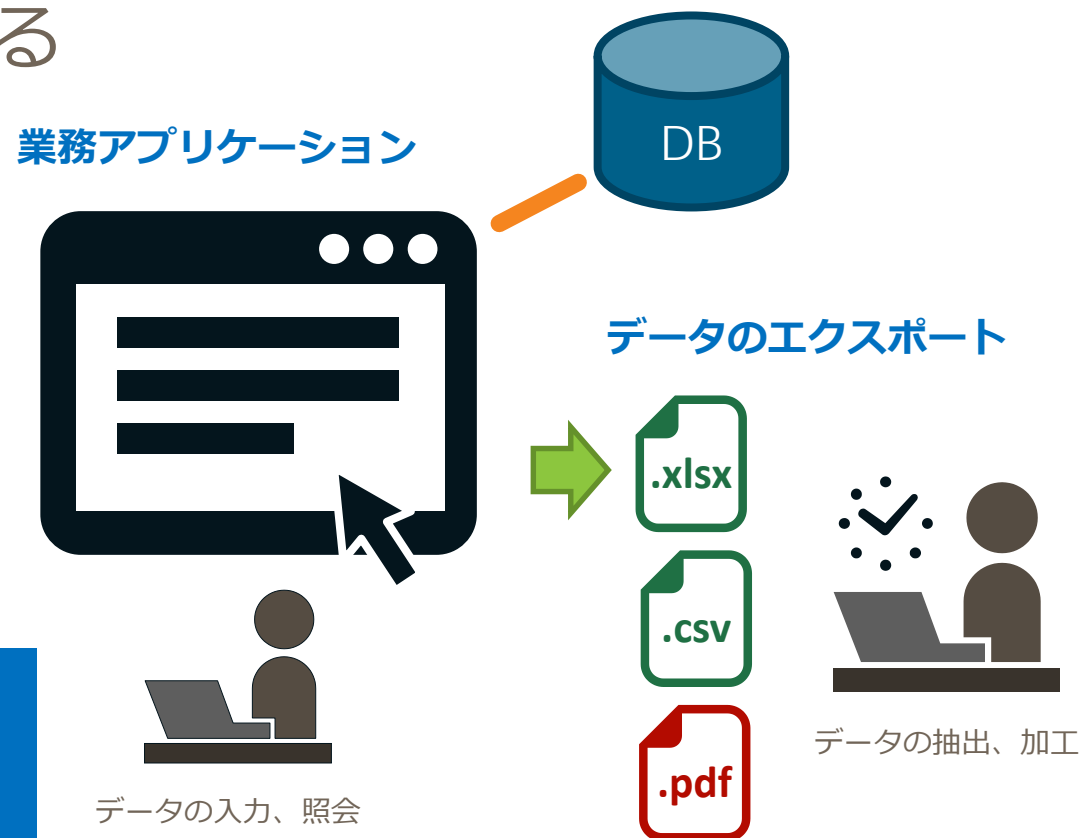 る
業務アプリケーション
DB
データのエクスポート
.xlsx
.csv
.pdf
データの抽出、加工
データの入力、照会